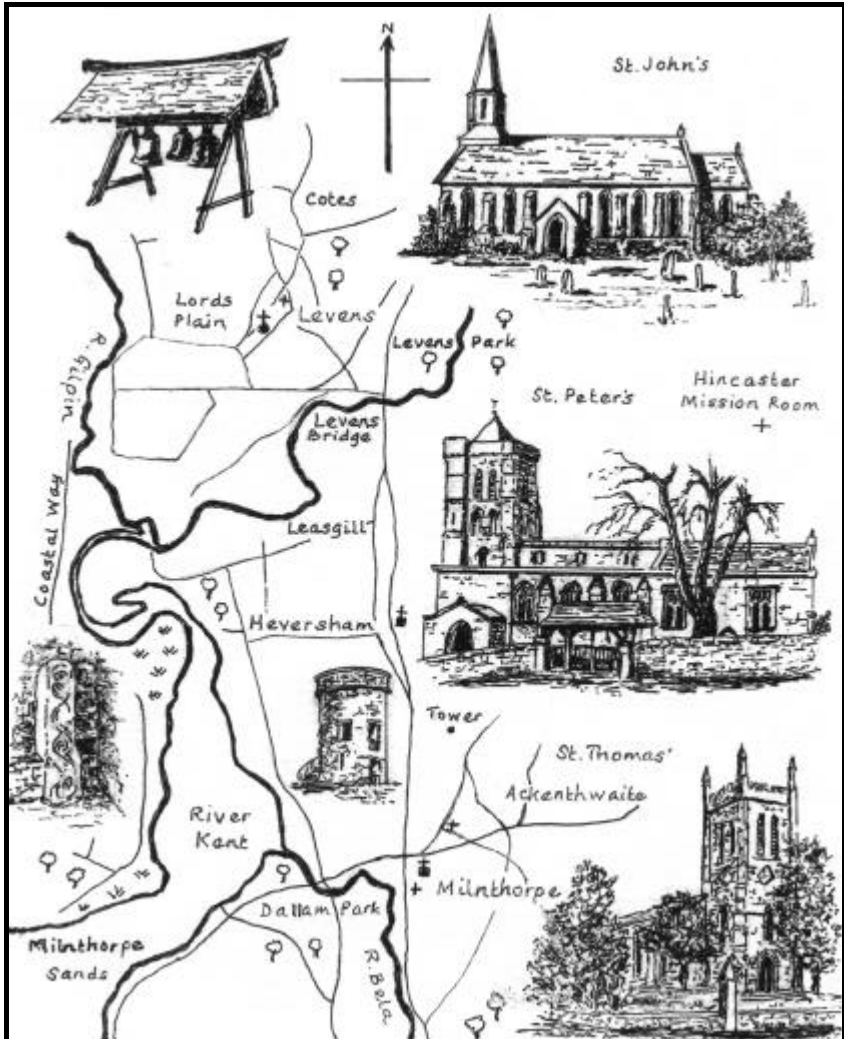 N
St. John's
Cotes
Lords
Plain
Levens
R. Gilpin
Levens
Park
St. Peter's
Hincaster
Mission Room
Levens
Bridge
Coastal Way
Leasgill
Heversham
Tower
St. Thomas'
Ackenthwaite
River
Kent
Milnthorpe
Dallam Park
Milnthorpe
Sands
R. Bela